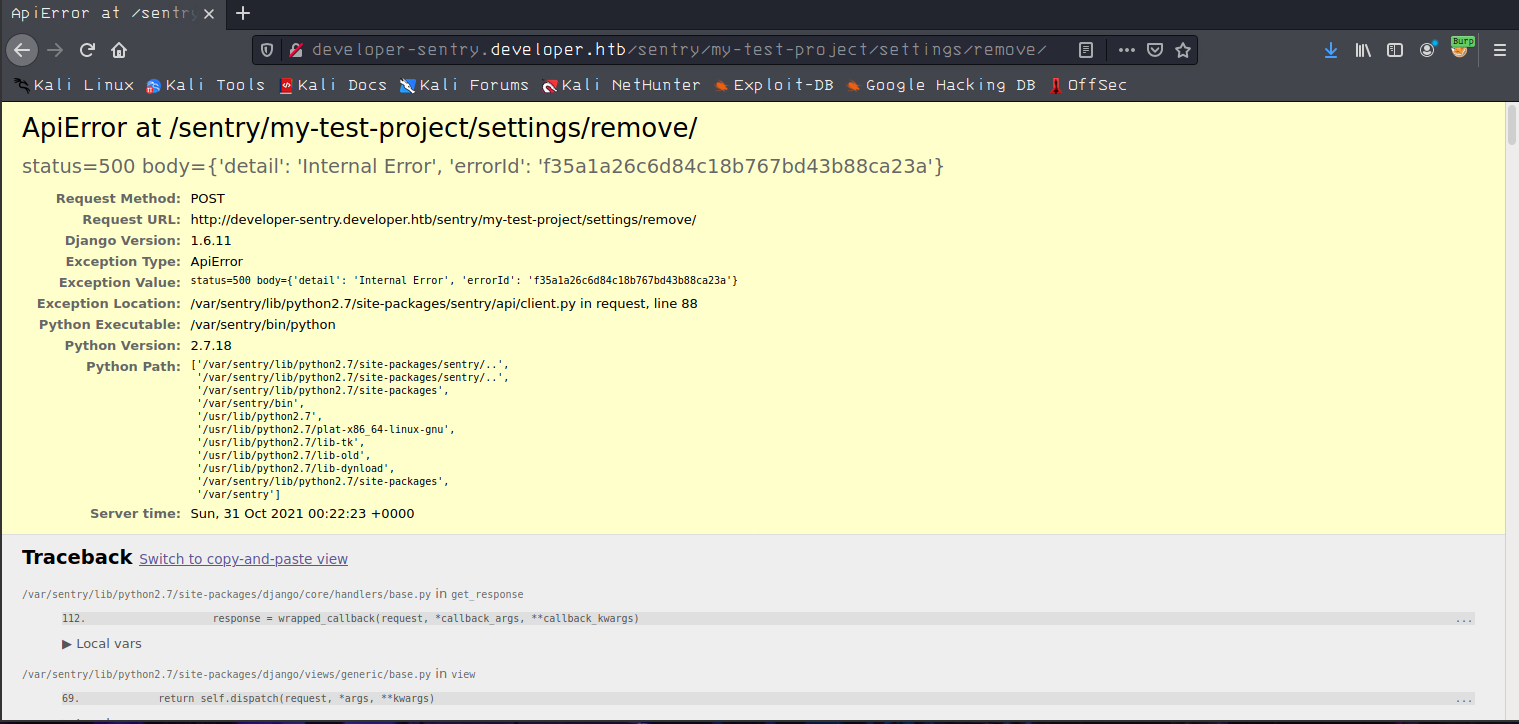 ApiError at /sentry
developer-sentry.developer.htb/sentry/my-test-project/settings/remove/
Burp
Kali Linux Kali Tools Kali Docs Kali Forums Kali NetHunter Exploit-DB Google Hacking DB OffSec
ApiError at /sentry/my-test-project/settings/remove/
status=500 body={'detail': 'Internal Error', 'errorId': 'f35a1a26c6d84c18b767bd43b88ca23a'}
Request Method: POST
Request URL: http://developer-sentry.developer.htb/sentry/my-test-project/settings/remove/
Django Version: 1.6.11
Exception Type: ApiError
Exception Value: status=500 body={'detail': 'Internal Error', 'errorId': 'f35a1a26c6d84c18b767bd43b88ca23a'}
Exception Location: /var/sentry/lib/python2.7/site-packages/sentry/api/client.py in request, line 88
Python Executable: /var/sentry/bin/python
Python Version: 2.7.18
Python Path: ['/var/sentry/lib/python2.7/site-packages/sentry/..',
'/var/sentry/lib/python2.7/site-packages/sentry/..',
'/var/sentry/lib/python2.7/site-packages',
'/var/sentry/bin',
'/usr/lib/python2.7',
'/usr/lib/python2.7/plat-x86_64-linux-gnu',
'/usr/lib/python2.7/lib-tk',
'/usr/lib/python2.7/lib-old',
'/usr/lib/python2.7/lib-dynload',
'/usr/lib/python2.7/site-packages',
'/var/sentry']
Server time: Sun, 31 Oct 2021 00:22:23 +0000
Traceback Switch to copy-and-paste view
/var/sentry/lib/python2.7/site-packages/django/core/handlers/base.py in get_response
112. response = wrapped_callback(request, *callback_args, **callback_kwargs) ...
▶ Local vars
/var/sentry/lib/python2.7/site-packages/django/views/generic/base.py in view
69. return self.dispatch(request, *args, **kwargs) ...